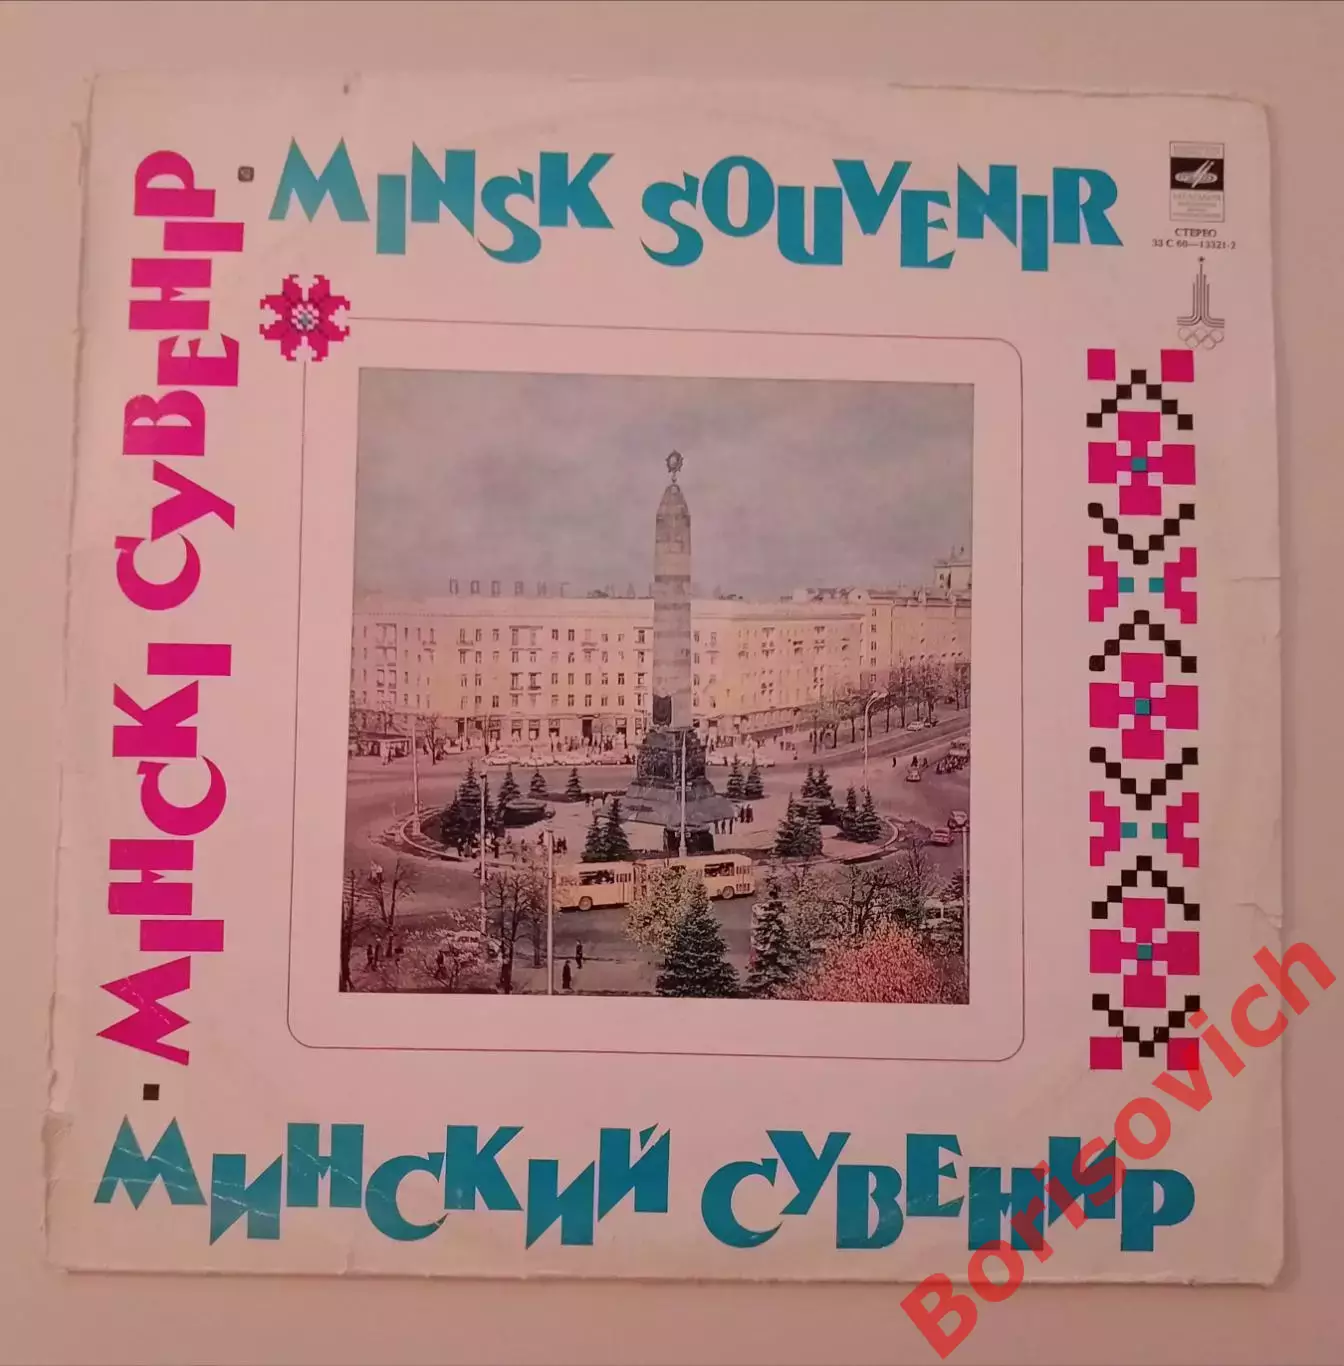 MINSK SOUVENIR
МІНСКІ СУВЕНІР
СТЕРЕО
33 С 60—13321-2
МИНСКИЙ СУВЕНИР
Borisovich